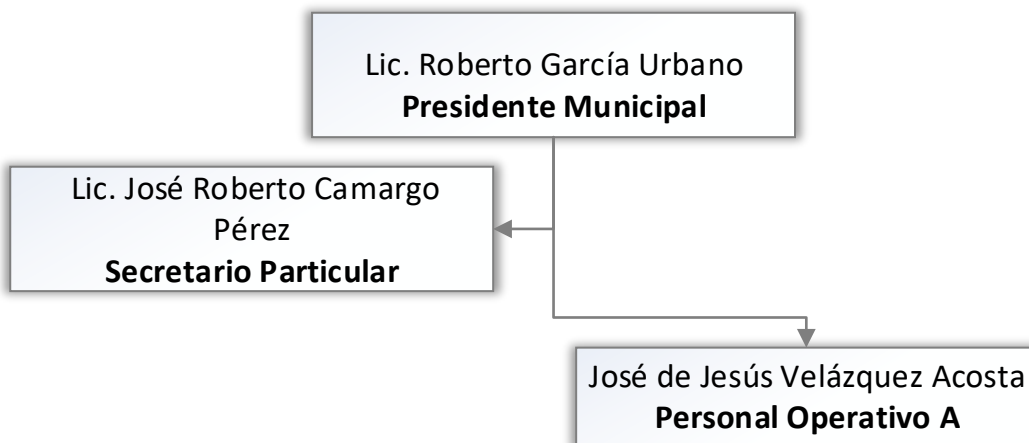 Lic. Roberto García Urbano
Presidente Municipal
Lic. José Roberto Camargo
Pérez
Secretario Particular
José de Jesús Velázquez Acosta
Personal Operativo A